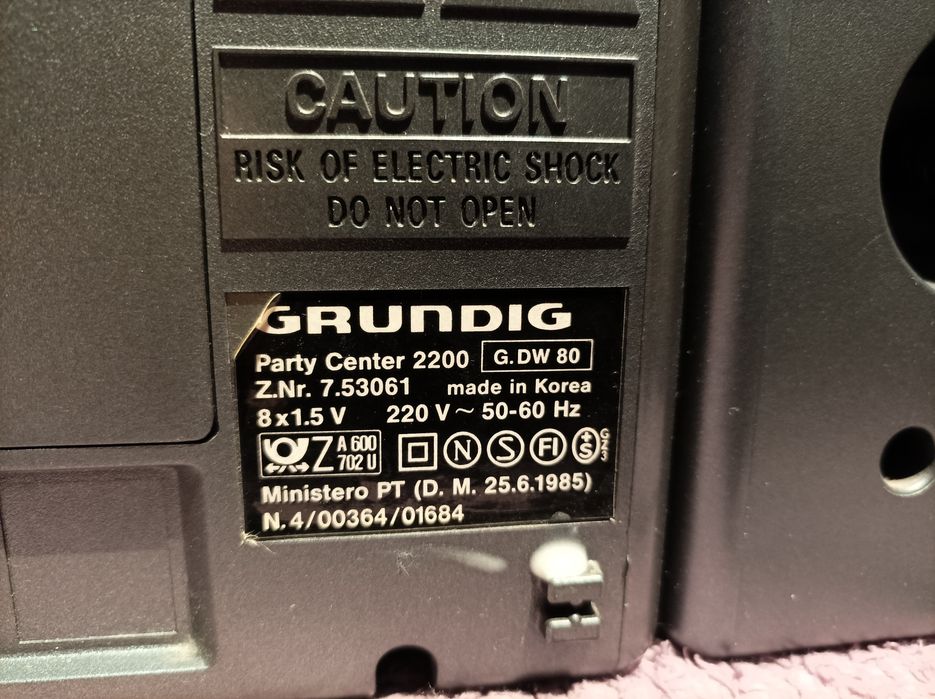 CAUTION
RISK OF ELECTRIC SHOCK
DO NOT OPEN
GRUNDIG
Party Center 2200 G.DW 80
Z.Nr. 7.53061 made in Korea
8x1.5 V 220 V ~ 50-60 Hz
Z A 600 702 U N S FI +S GZ3
Ministero PT (D. M. 25.6.1985)
N.4/00364/01684